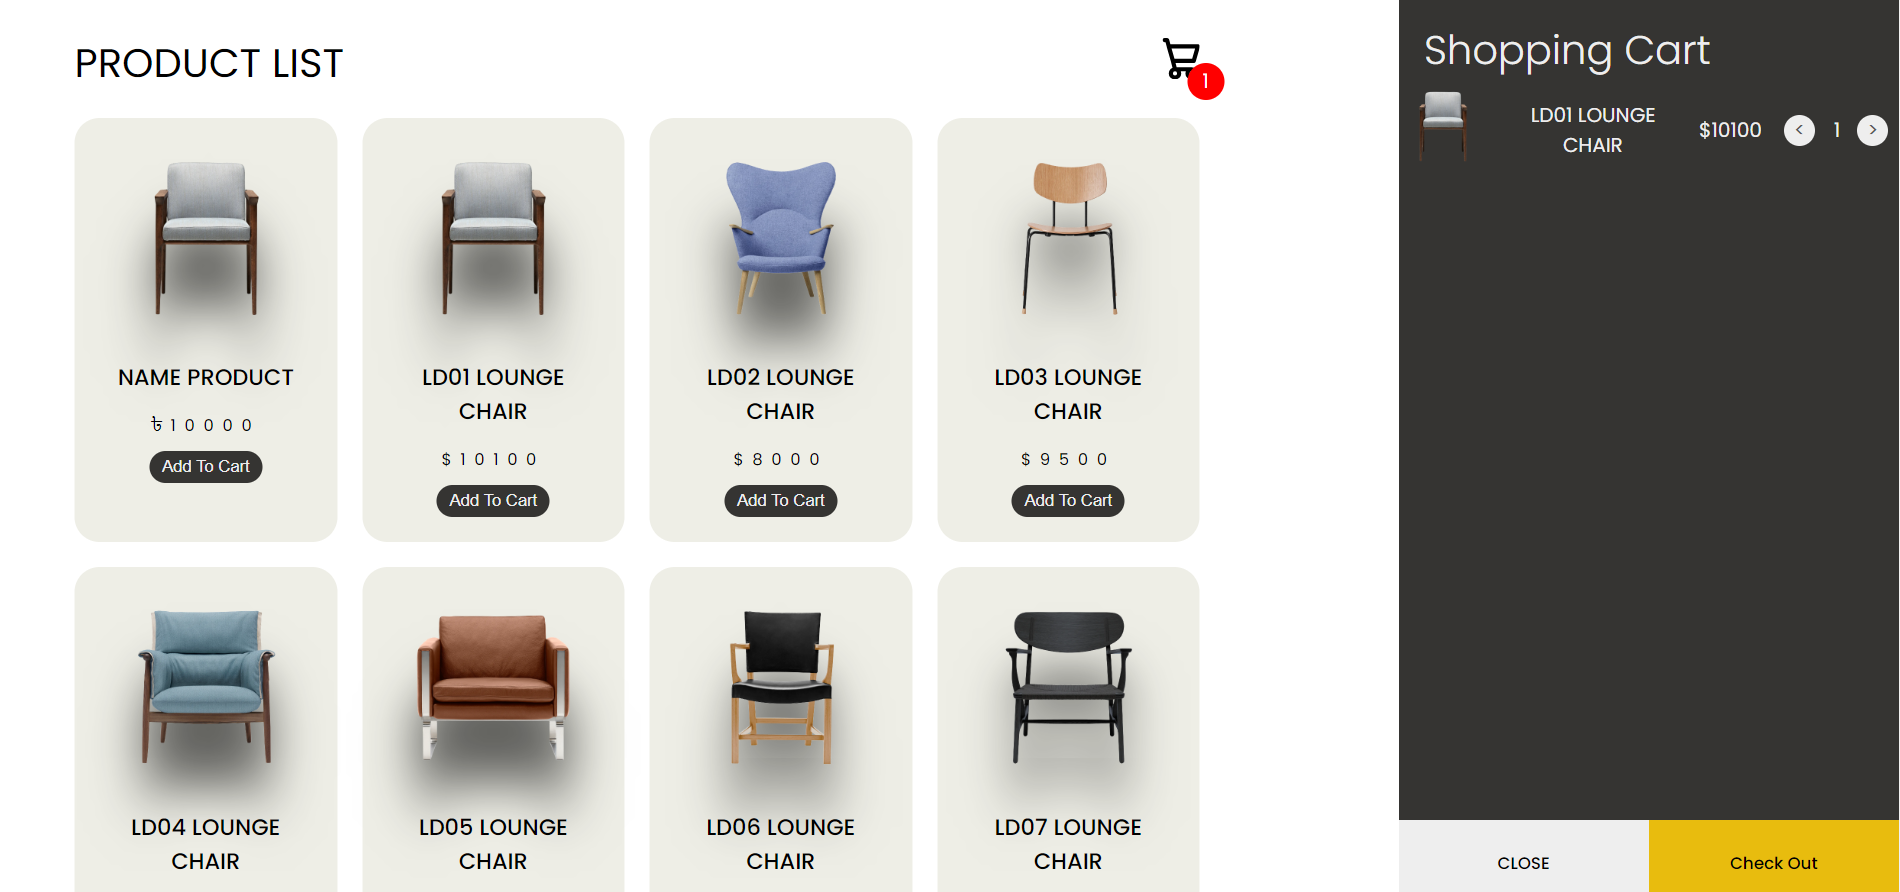 PRODUCT LIST
1
NAME PRODUCT
৳10000
Add To Cart
LD01 LOUNGE
CHAIR
$10100
Add To Cart
LD02 LOUNGE
CHAIR
$8000
Add To Cart
LD03 LOUNGE
CHAIR
$9500
Add To Cart
LD04 LOUNGE
CHAIR
LD05 LOUNGE
CHAIR
LD06 LOUNGE
CHAIR
LD07 LOUNGE
CHAIR
Shopping Cart
LD01 LOUNGE
CHAIR
$10100 < 1 >
CLOSE
Check Out